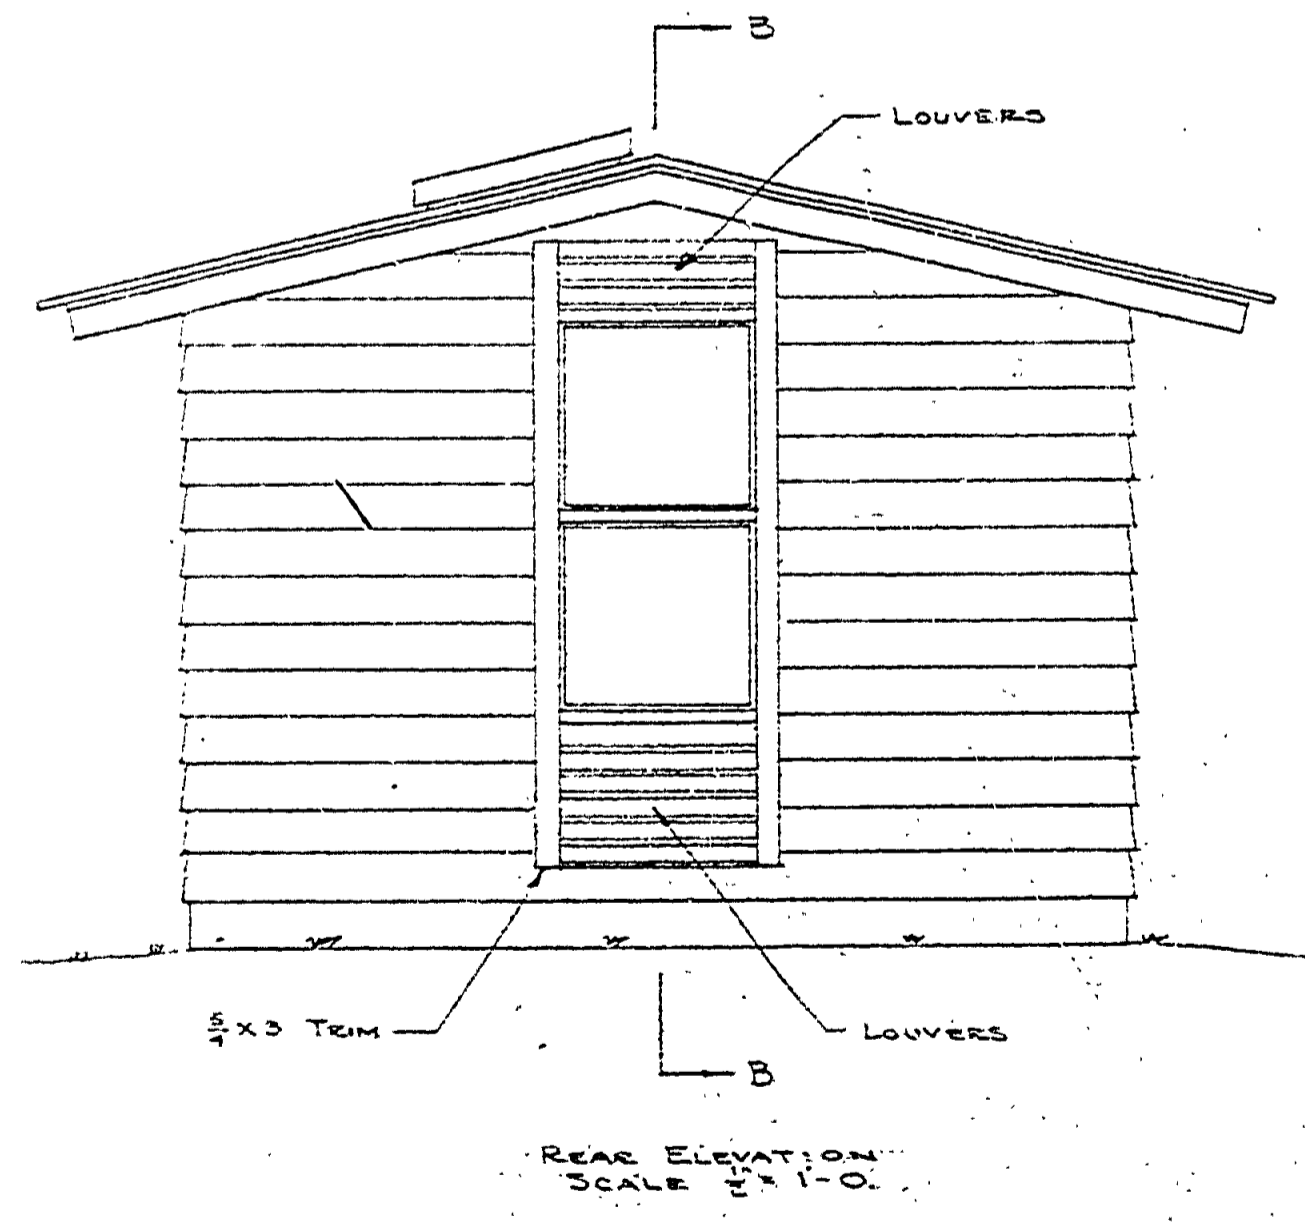 B
LOUVERS
5/4 X 3 TRIM
LOUVERS
B
REAR ELEVATION
SCALE 1/2" = 1'-0.